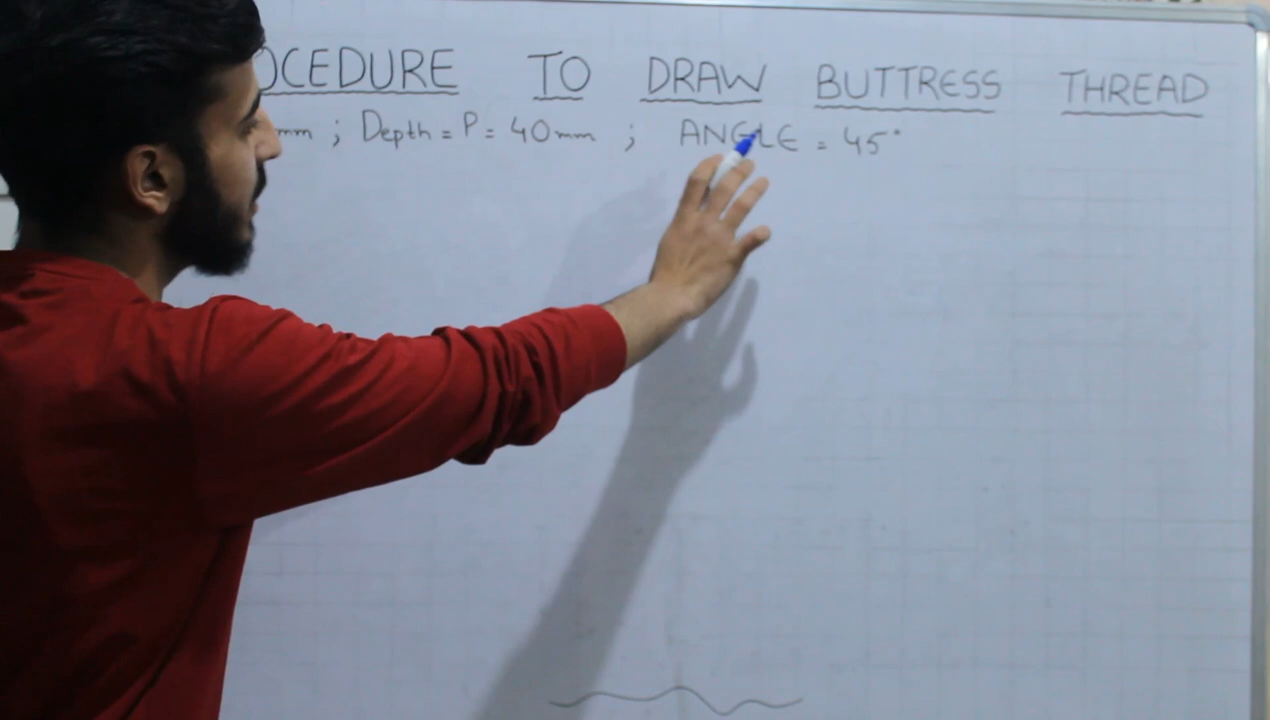 OCEDURE TO DRAW BUTTRESS THREAD
mm ; Depth = P = 40mm ; ANGLE = 45°